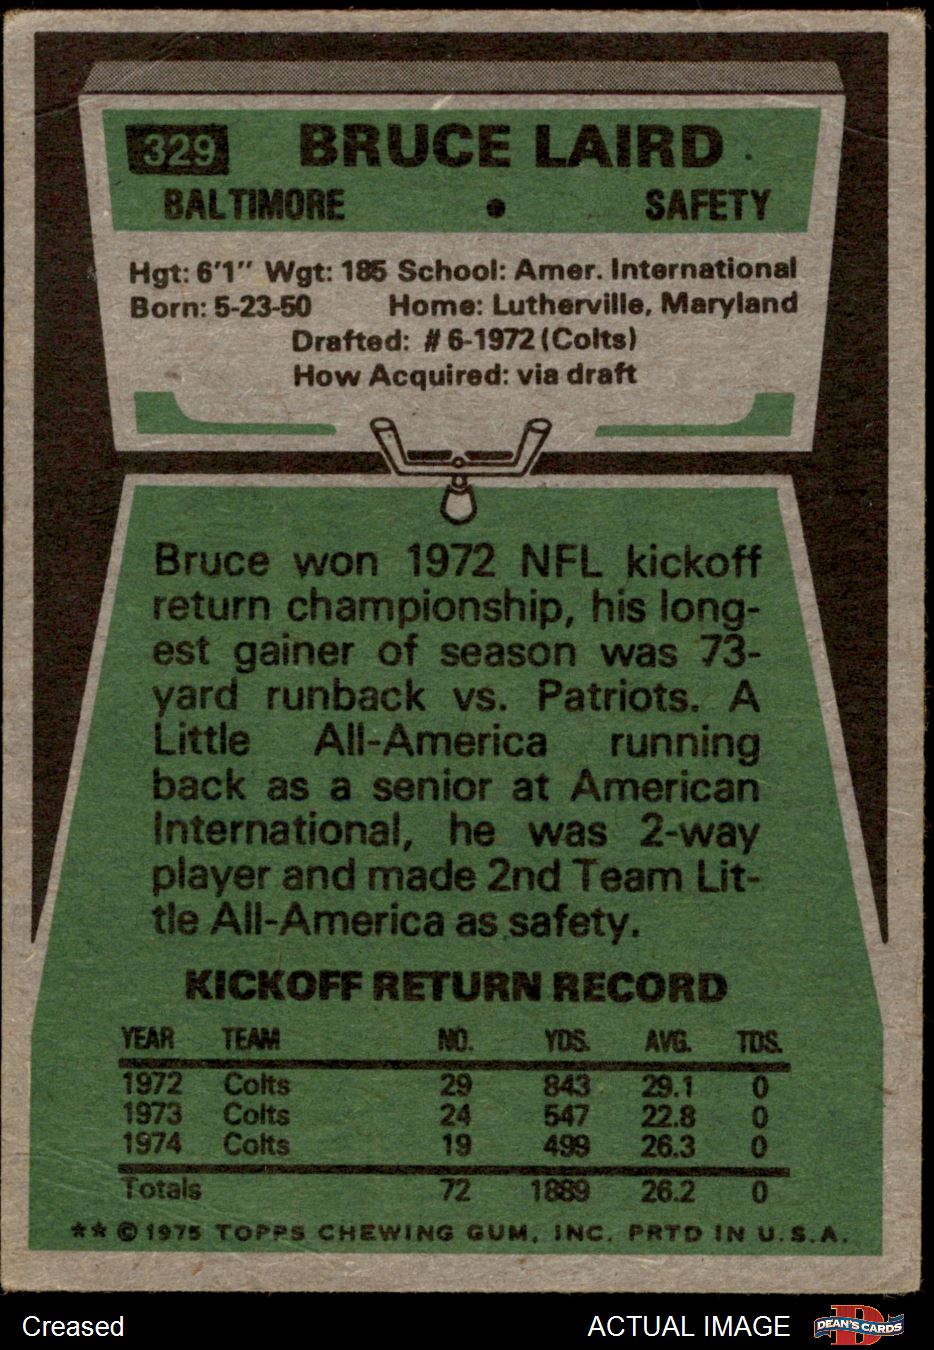 329 BRUCE LAIRD
BALTIMORE • SAFETY
Hgt: 6'1" Wgt: 185 School: Amer. International
Born: 5-23-50 Home: Lutherville, Maryland
Drafted: #6-1972 (Colts)
How Acquired: via draft
Bruce won 1972 NFL kickoff
return championship, his long-
est gainer of season was 73-
yard runback vs. Patriots. A
Little All-America running
back as a senior at American
International, he was 2-way
player and made 2nd Team Lit-
tle All-America as safety.
KICKOFF RETURN RECORD
YEAR TEAM NO. YDS. AVG. TDS.
1972 Colts 29 843 29.1 0
1973 Colts 24 547 22.8 0
1974 Colts 19 499 26.3 0
Totals 72 1889 26.2 0
** © 1975 TOPPS CHEWING GUM, INC. PRTD IN U.S.A.
Creased ACTUAL IMAGE
D
DEAN'S CARDS